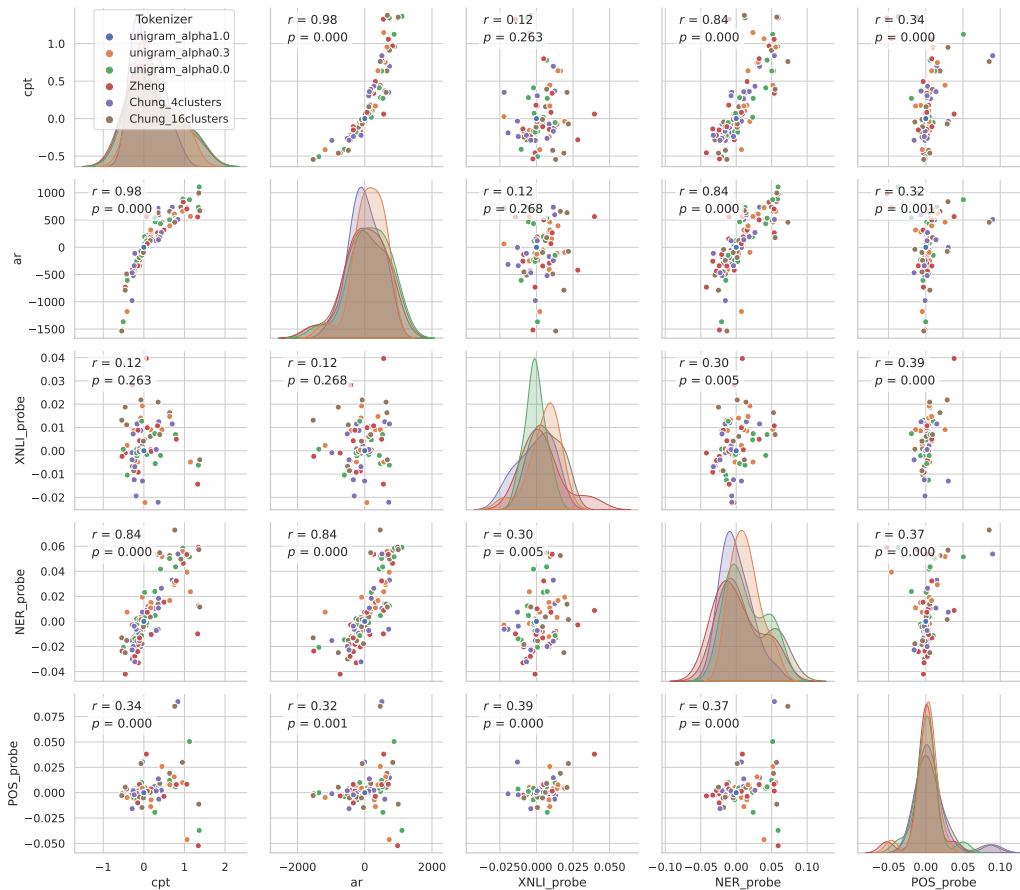 Tokenizer
unigram_alpha1.0
unigram_alpha0.3
unigram_alpha0.0
Zheng
Chung_4clusters
Chung_16clusters
cpt
1.0
0.5
0.0
−0.5
r = 0.98
p = 0.000
r = 0.12
p = 0.263
r = 0.84
p = 0.000
r = 0.34
p = 0.000
ar
1000
500
0
−500
−1000
−1500
r = 0.98
p = 0.000
r = 0.12
p = 0.268
r = 0.84
p = 0.000
r = 0.32
p = 0.001
XNLI_probe
0.04
0.03
0.02
0.01
0.00
−0.01
−0.02
r = 0.12
p = 0.263
r = 0.12
p = 0.268
r = 0.30
p = 0.005
r = 0.39
p = 0.000
NER_probe
0.06
0.04
0.02
0.00
−0.02
−0.04
r = 0.84
p = 0.000
r = 0.84
p = 0.000
r = 0.30
p = 0.005
r = 0.37
p = 0.000
POS_probe
0.075
0.050
0.025
0.000
−0.025
−0.050
r = 0.34
p = 0.000
r = 0.32
p = 0.001
r = 0.39
p = 0.000
r = 0.37
p = 0.000
−1 0 1 2
−2000 0 2000
−0.025 0.000 0.025 0.050
−0.10 −0.05 0.00 0.05 0.10
−0.05 0.00 0.05 0.10
cpt
ar
XNLI_probe
NER_probe
POS_probe